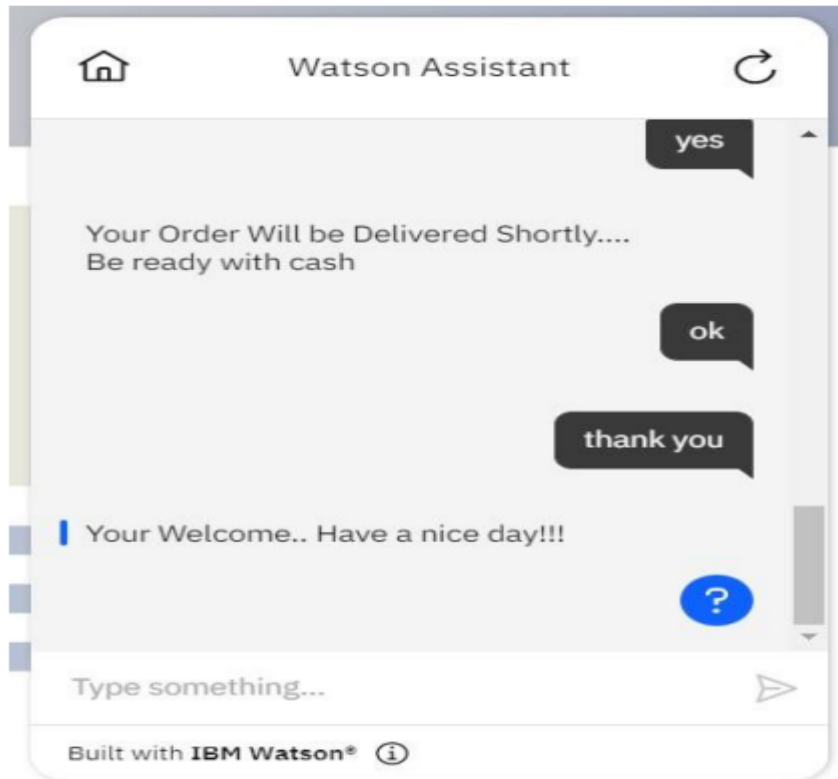 Watson Assistant
yes
Your Order Will be Delivered Shortly....
Be ready with cash
ok
thank you
Your Welcome.. Have a nice day!!!
?
Type something...
Built with IBM Watson®